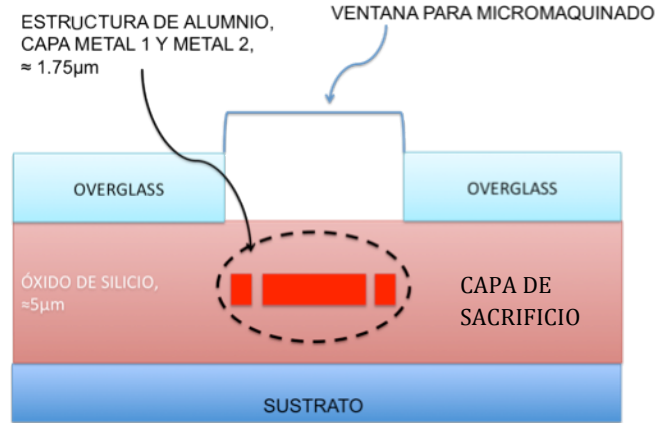 ESTRUCTURA DE ALUMNIO,
CAPA METAL 1 Y METAL 2,
≈ 1.75µm
VENTANA PARA MICROMAQUINADO
OVERGLASS
OVERGLASS
ÓXIDO DE SILICIO,
≈5µm
CAPA DE
SACRIFICIO
SUSTRATO